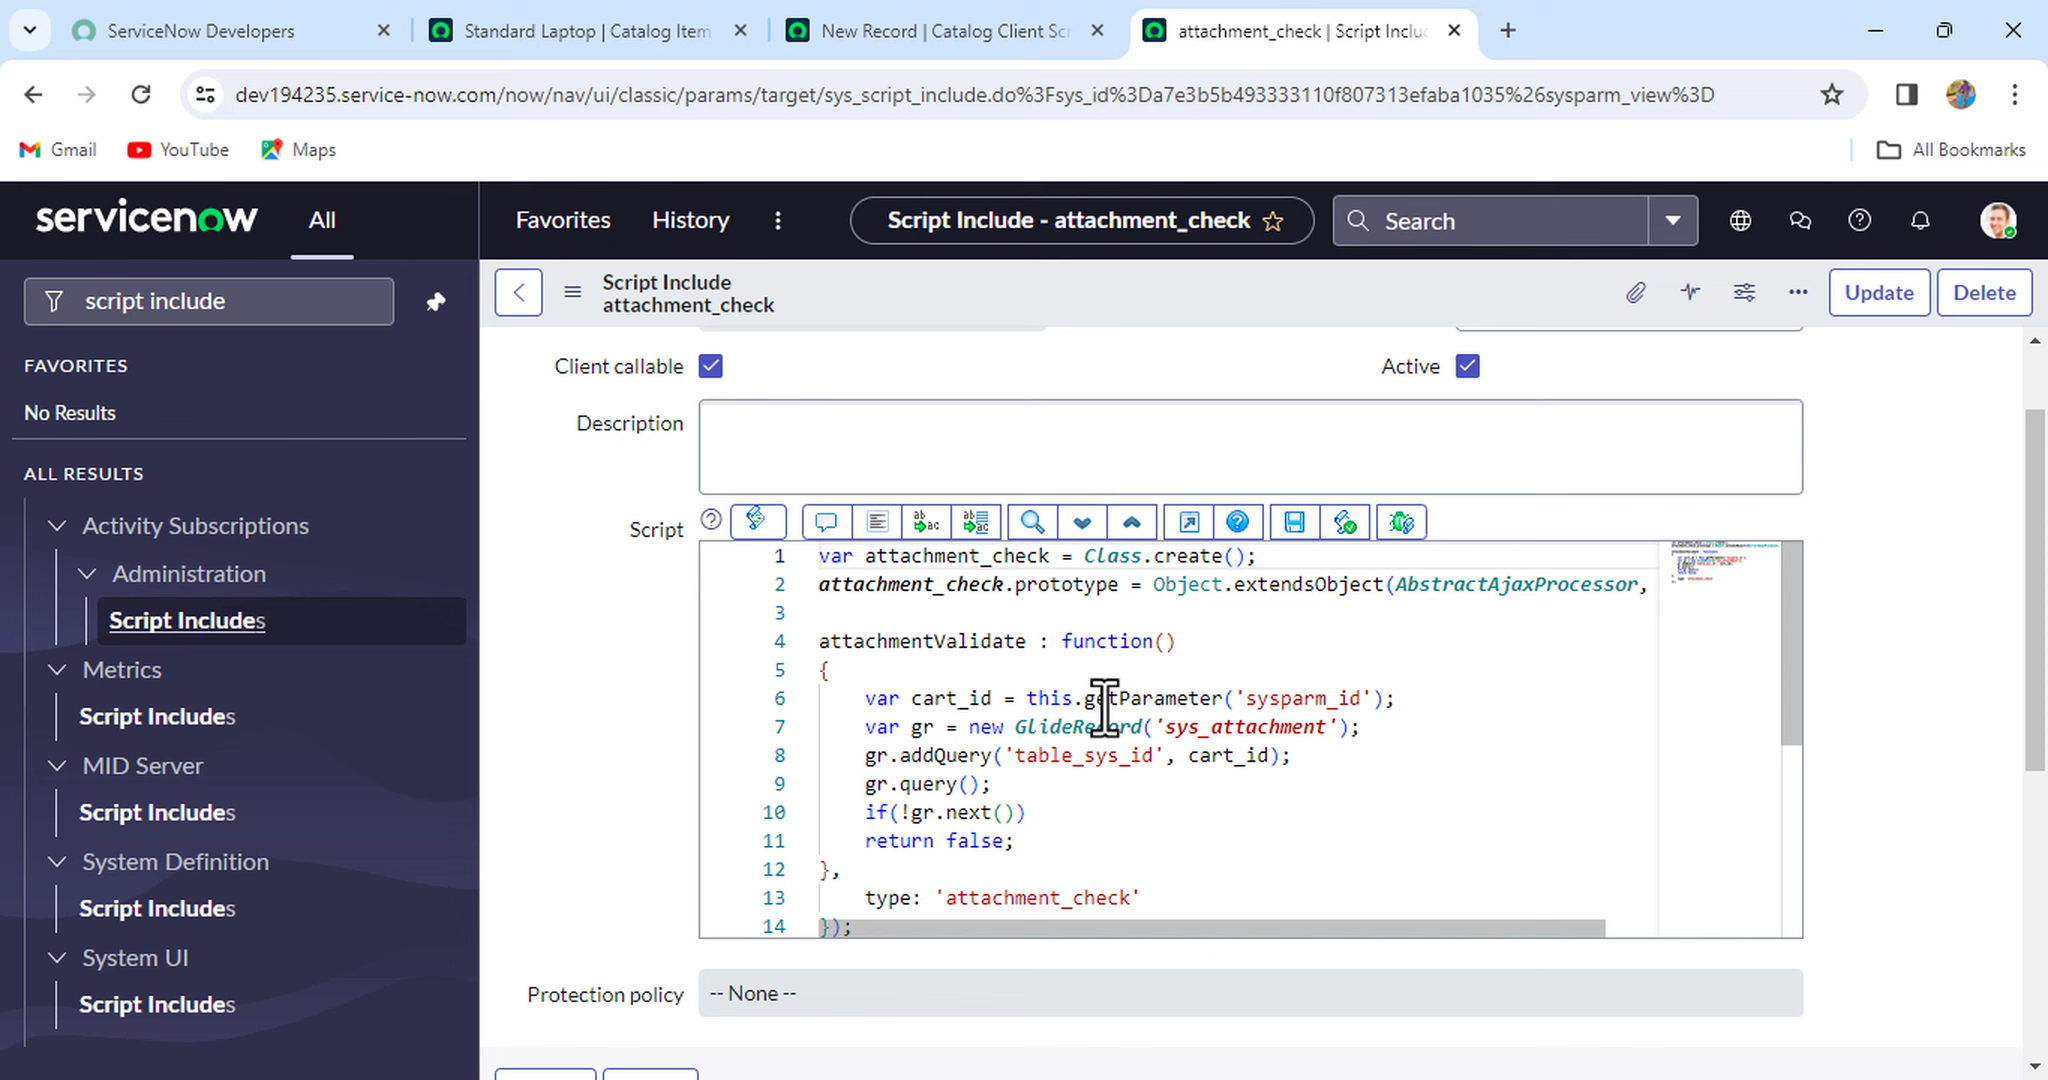 ServiceNow Developers
Standard Laptop | Catalog Item
New Record | Catalog Client Scr
attachment_check | Script Inclu
dev194235.service-now.com/now/nav/ui/classic/params/target/sys_script_include.do%3Fsys_id%3Da7e3b5b493333110f807313efaba1035%26sysparm_view%3D
Gmail
YouTube
Maps
All Bookmarks
servicenow
All
Favorites
History
Script Include - attachment_check
Search
script include
FAVORITES
No Results
ALL RESULTS
Activity Subscriptions
Administration
Script Includes
Metrics
Script Includes
MID Server
Script Includes
System Definition
Script Includes
System UI
Script Includes
Script Include
attachment_check
Update
Delete
Client callable
Active
Description
Script
1 var attachment_check = Class.create();
2 attachment_check.prototype = Object.extendsObject(AbstractAjaxProcessor,
3
4 attachmentValidate : function()
5 {
6 var cart_id = this.getParameter('sysparm_id');
7 var gr = new GlideRecord('sys_attachment');
8 gr.addQuery('table_sys_id', cart_id);
9 gr.query();
10 if(!gr.next())
11 return false;
12 },
13 type: 'attachment_check'
14 });
Protection policy
-- None --